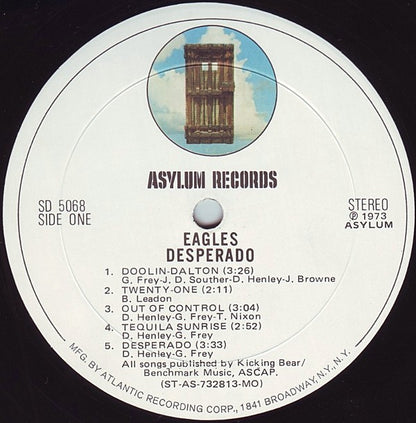 ASYLUM RECORDS
SD 5068
SIDE ONE
STEREO
℗ 1973
ASYLUM
EAGLES
DESPERADO
1. DOOLIN-DALTON (3:26)
G. Frey-J. D. Souther-D. Henley-J. Browne
2. TWENTY-ONE (2:11)
B. Leadon
3. OUT OF CONTROL (3:04)
D. Henley-G. Frey-T. Nixon
4. TEQUILA SUNRISE (2:52)
D. Henley-G. Frey
5. DESPERADO (3:33)
D. Henley-G. Frey
All songs published by Kicking Bear/
Benchmark Music, ASCAP.
(ST-AS-732813-MO)
MFG. BY ATLANTIC RECORDING CORP., 1841 BROADWAY, N.Y., N.Y.